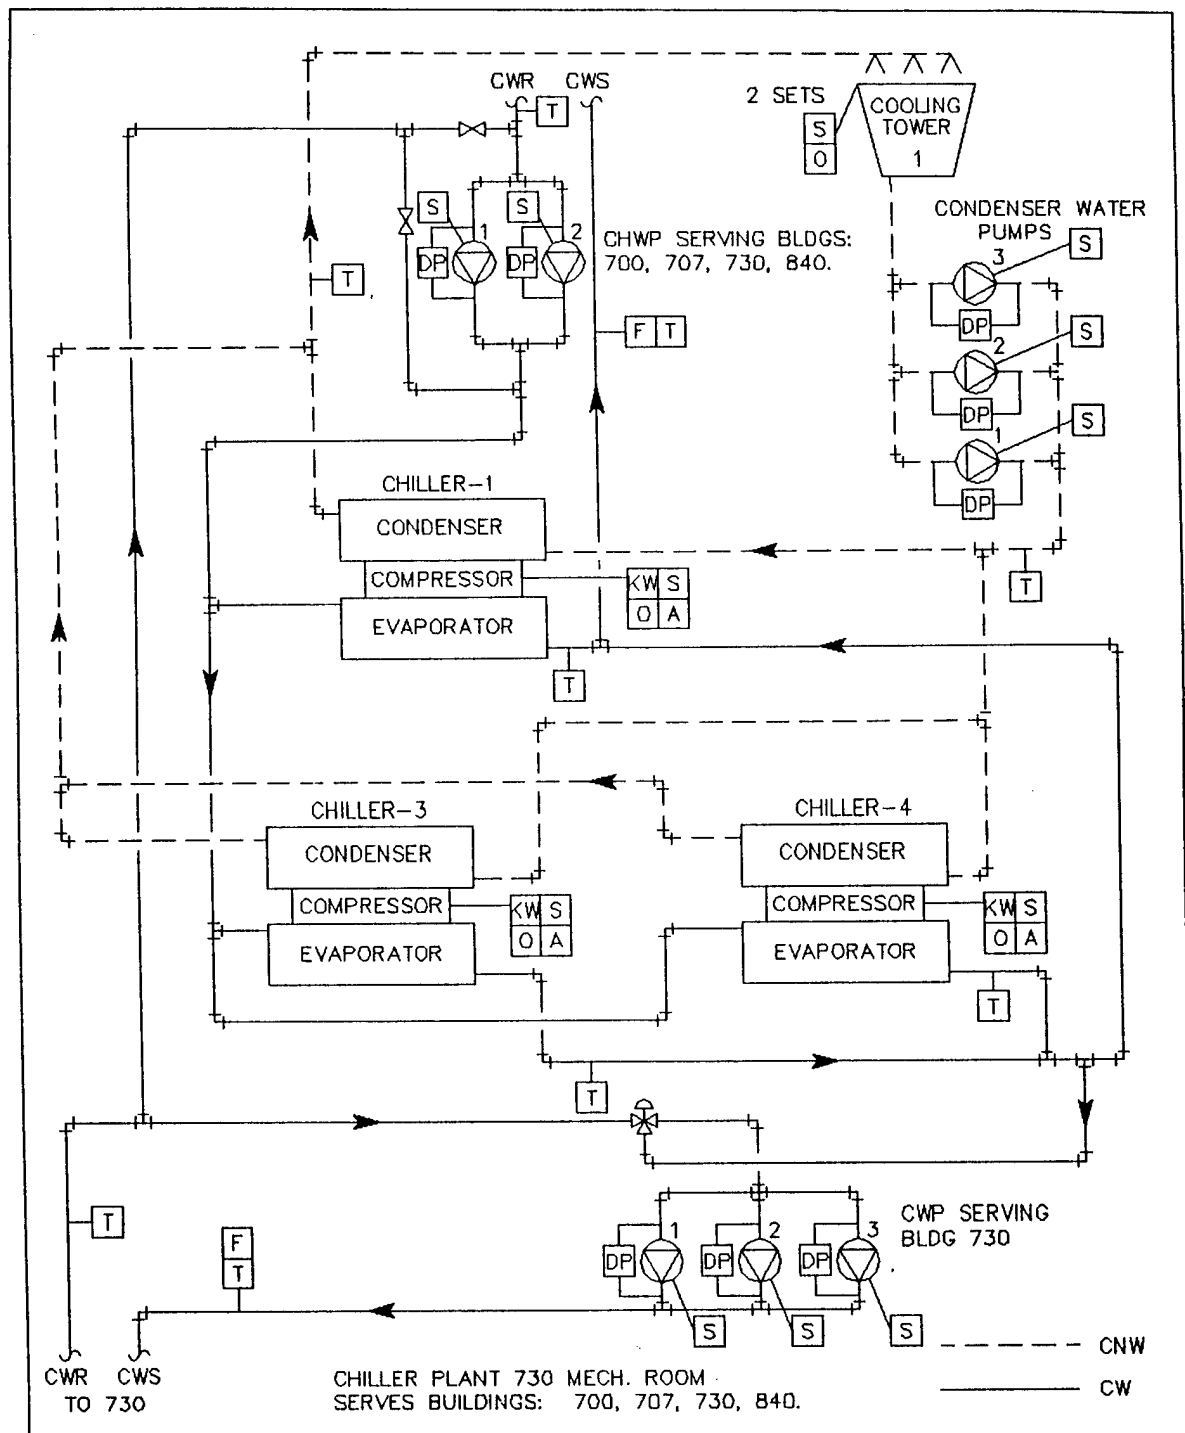 CWR CWS
T
2 SETS
S
O
COOLING
TOWER
1
CONDENSER WATER
PUMPS
S
3
DP
S
2
DP
S
1
DP
S
S
1
2
DP
DP
CHWP SERVING BLDGS:
700, 707, 730, 840.
T
F T
CHILLER-1
CONDENSER
COMPRESSOR
EVAPORATOR
KW S
O A
T
T
CHILLER-3
CONDENSER
COMPRESSOR
EVAPORATOR
KW S
O A
CHILLER-4
CONDENSER
COMPRESSOR
EVAPORATOR
KW S
O A
T
T
T
F
T
1
2
3
DP
DP
DP
S
S
S
CWP SERVING
BLDG 730
CWR CWS
TO 730
CHILLER PLANT 730 MECH. ROOM
SERVES BUILDINGS: 700, 707, 730, 840.
CNW
CW